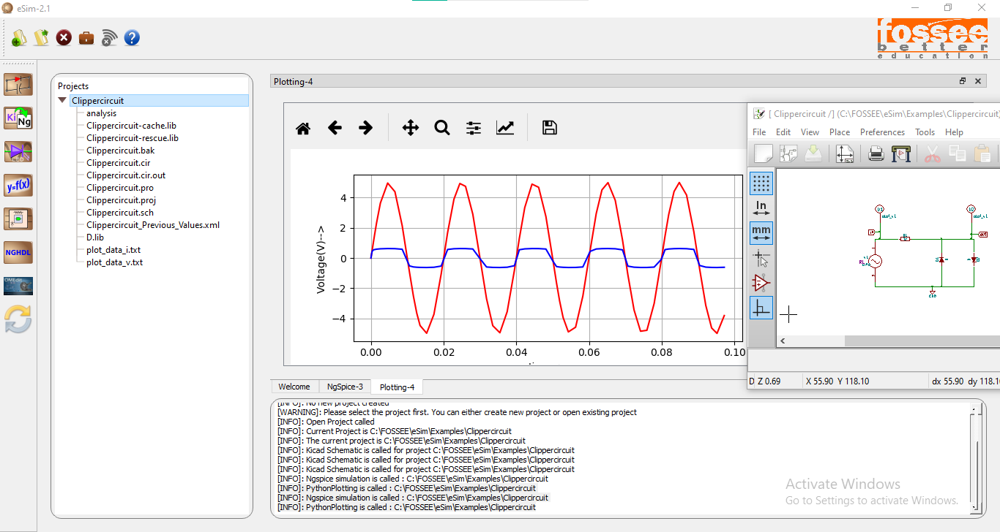 eSim-2.1
fossee
better
education
Projects
Clippercircuit
analysis
Clippercircuit-cache.lib
Clippercircuit-rescue.lib
Clippercircuit.bak
Clippercircuit.cir
Clippercircuit.cir.out
Clippercircuit.pro
Clippercircuit.proj
Clippercircuit.sch
Clippercircuit_Previous_Values.xml
D.lib
plot_data_i.txt
plot_data_v.txt
Ki Ng
y=f(x)
NGHDL
OMEdit
Plotting-4
Voltage(V)-->
4
2
0
−2
−4
0.00 0.02 0.04 0.06 0.08 0.10
[ Clippercircuit /] (C:\FOSSEE\eSim\Examples\Clippercircuit
File Edit View Place Preferences Tools Help
In
mm
GND
D Z 0.69 X 55.90 Y 118.10 dx 55.90 dy 118.1
Welcome NgSpice-3 Plotting-4
[INFO]: No new project created
[WARNING]: Please select the project first. You can either create new project or open existing project
[INFO]: Open Project called
[INFO]: Current Project is C:\FOSSEE\eSim\Examples\Clippercircuit
[INFO]: The current project is C:\FOSSEE\eSim\Examples\Clippercircuit
[INFO]: Kicad Schematic is called for project C:\FOSSEE\eSim\Examples\Clippercircuit
[INFO]: Kicad Schematic is called for project C:\FOSSEE\eSim\Examples\Clippercircuit
[INFO]: Kicad Schematic is called for project C:\FOSSEE\eSim\Examples\Clippercircuit
[INFO]: Ngspice simulation is called : C:\FOSSEE\eSim\Examples\Clippercircuit
[INFO]: PythonPlotting is called : C:\FOSSEE\eSim\Examples\Clippercircuit
[INFO]: Ngspice simulation is called : C:\FOSSEE\eSim\Examples\Clippercircuit
[INFO]: PythonPlotting is called : C:\FOSSEE\eSim\Examples\Clippercircuit
Activate Windows
Go to Settings to activate Windows.